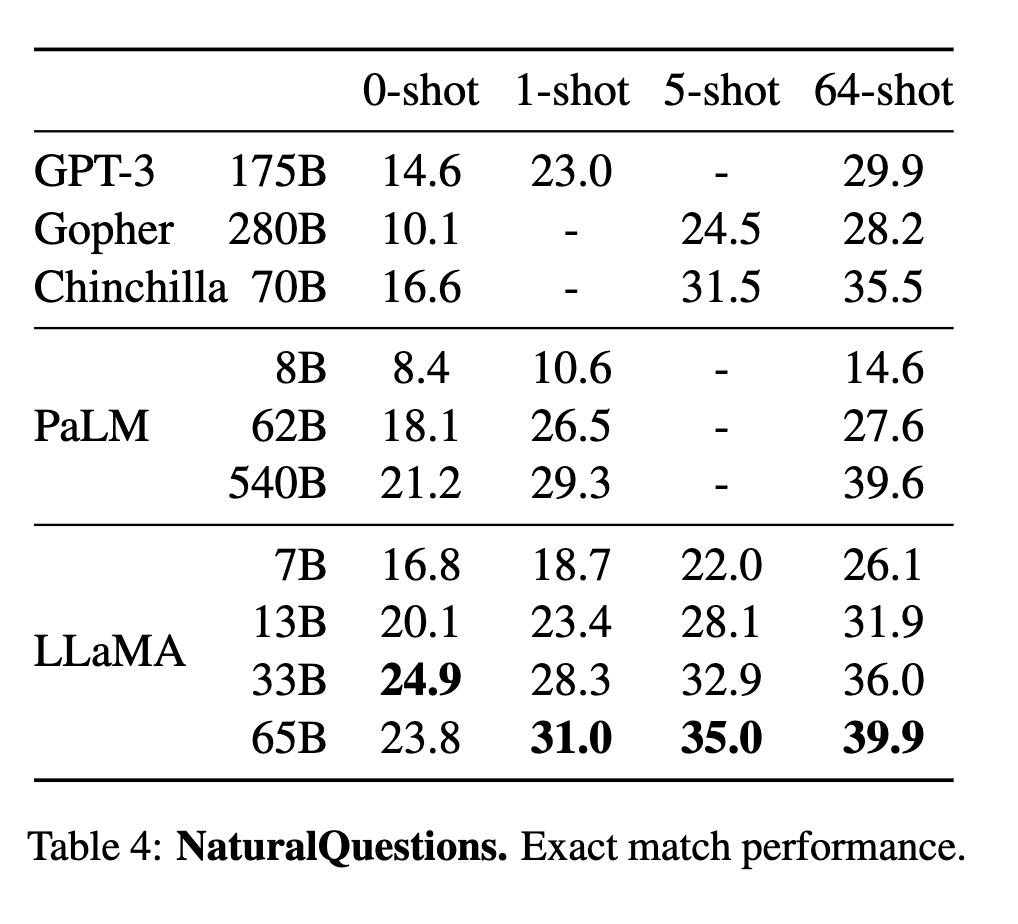 0-shot 1-shot 5-shot 64-shot
GPT-3 175B 14.6 23.0 - 29.9
Gopher 280B 10.1 - 24.5 28.2
Chinchilla 70B 16.6 - 31.5 35.5
8B 8.4 10.6 - 14.6
PaLM 62B 18.1 26.5 - 27.6
540B 21.2 29.3 - 39.6
7B 16.8 18.7 22.0 26.1
13B 20.1 23.4 28.1 31.9
LLaMA
33B 24.9 28.3 32.9 36.0
65B 23.8 31.0 35.0 39.9
Table 4: NaturalQuestions. Exact match performance.